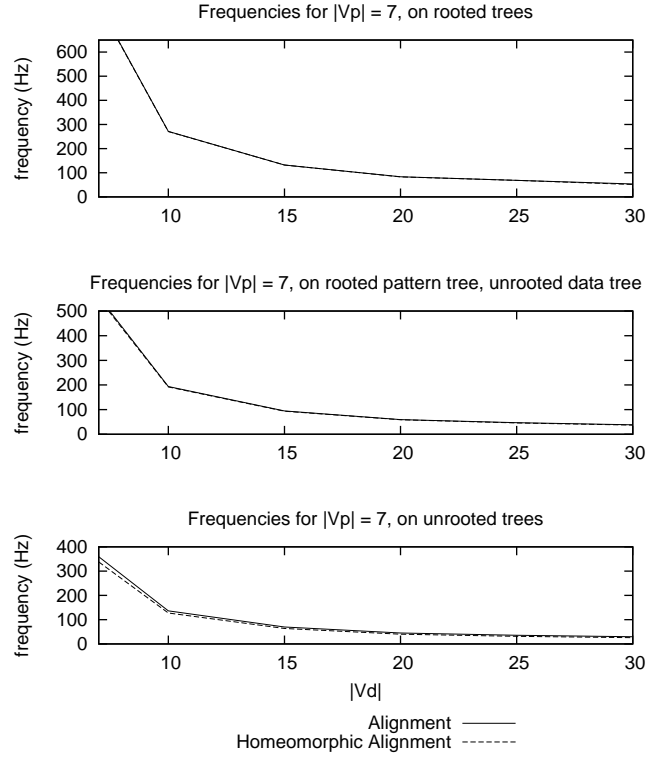 Frequencies for |Vp| = 7, on rooted trees
frequency (Hz)
600
500
400
300
200
100
0
10 15 20 25 30
Frequencies for |Vp| = 7, on rooted pattern tree, unrooted data tree
frequency (Hz)
500
400
300
200
100
0
10 15 20 25 30
Frequencies for |Vp| = 7, on unrooted trees
frequency (Hz)
400
300
200
100
0
10 15 20 25 30
|Vd|
Alignment
Homeomorphic Alignment